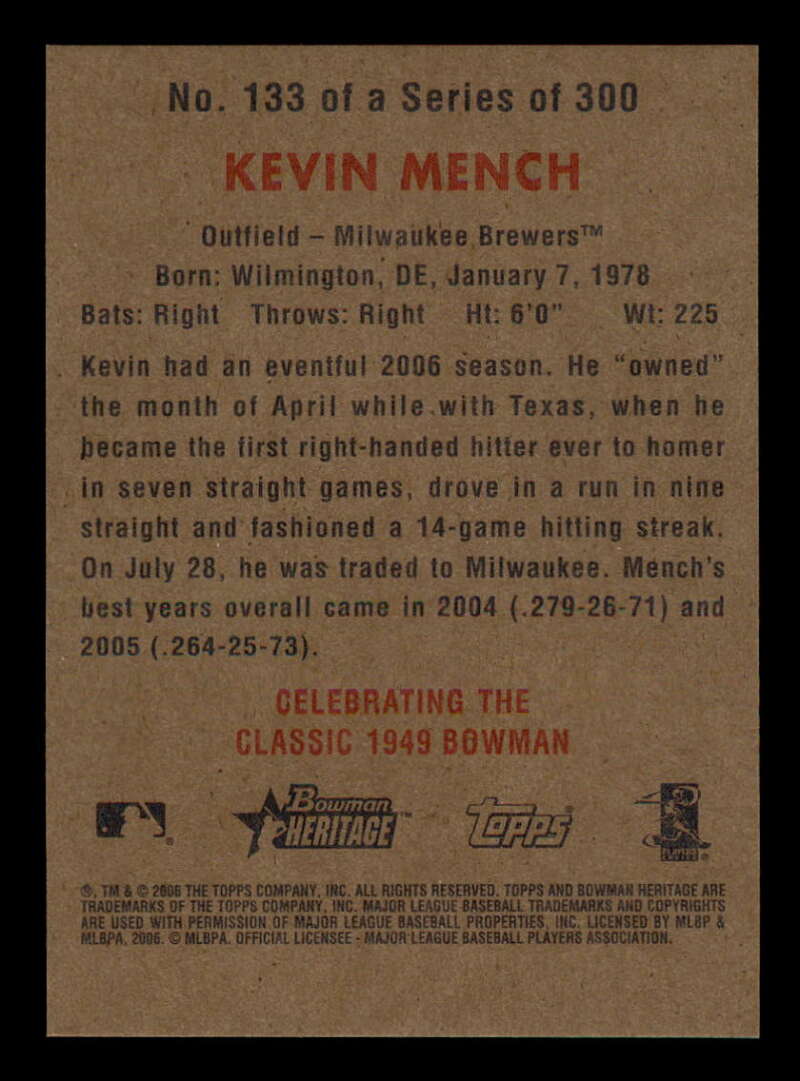 No. 133 of a Series of 300
KEVIN MENCH
Outfield – Milwaukee Brewers™
Born: Wilmington, DE, January 7, 1978
Bats: Right Throws: Right Ht: 6'0" Wt: 225
Kevin had an eventful 2006 season. He "owned"
the month of April while with Texas, when he
became the first right-handed hitter ever to homer
in seven straight games, drove in a run in nine
straight and fashioned a 14-game hitting streak.
On July 28, he was traded to Milwaukee. Mench's
best years overall came in 2004 (.279-26-71) and
2005 (.264-25-73).
CELEBRATING THE
CLASSIC 1949 BOWMAN
Bowman HERITAGE™ Topps® PLAYERS
®, TM & © 2006 THE TOPPS COMPANY, INC. ALL RIGHTS RESERVED. TOPPS AND BOWMAN HERITAGE ARE
TRADEMARKS OF THE TOPPS COMPANY, INC. MAJOR LEAGUE BASEBALL TRADEMARKS AND COPYRIGHTS
ARE USED WITH PERMISSION OF MAJOR LEAGUE BASEBALL PROPERTIES, INC. LICENSED BY MLBP &
MLBPA, 2006. © MLBPA. OFFICIAL LICENSEE - MAJOR LEAGUE BASEBALL PLAYERS ASSOCIATION.